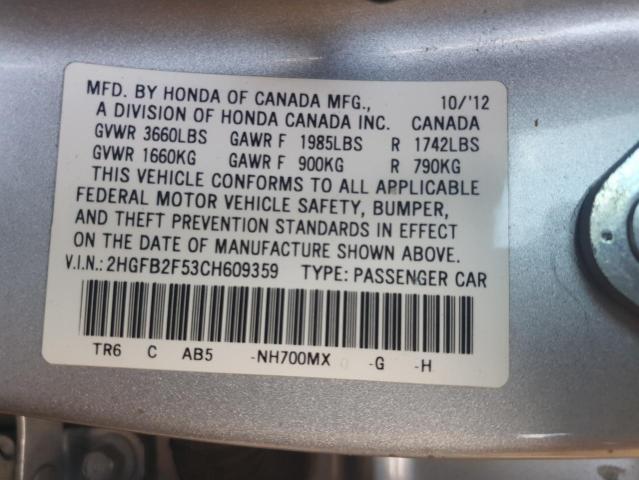 MFD. BY HONDA OF CANADA MFG., 10/'12
A DIVISION OF HONDA CANADA INC. CANADA
GVWR 3660LBS GAWR F 1985LBS R 1742LBS
GVWR 1660KG GAWR F 900KG R 790KG
THIS VEHICLE CONFORMS TO ALL APPLICABLE
FEDERAL MOTOR VEHICLE SAFETY, BUMPER,
AND THEFT PREVENTION STANDARDS IN EFFECT
ON THE DATE OF MANUFACTURE SHOWN ABOVE.
V.I.N.: 2HGFB2F53CH609359 TYPE: PASSENGER CAR
TR6 C AB5 -NH700MX 0 -G -H